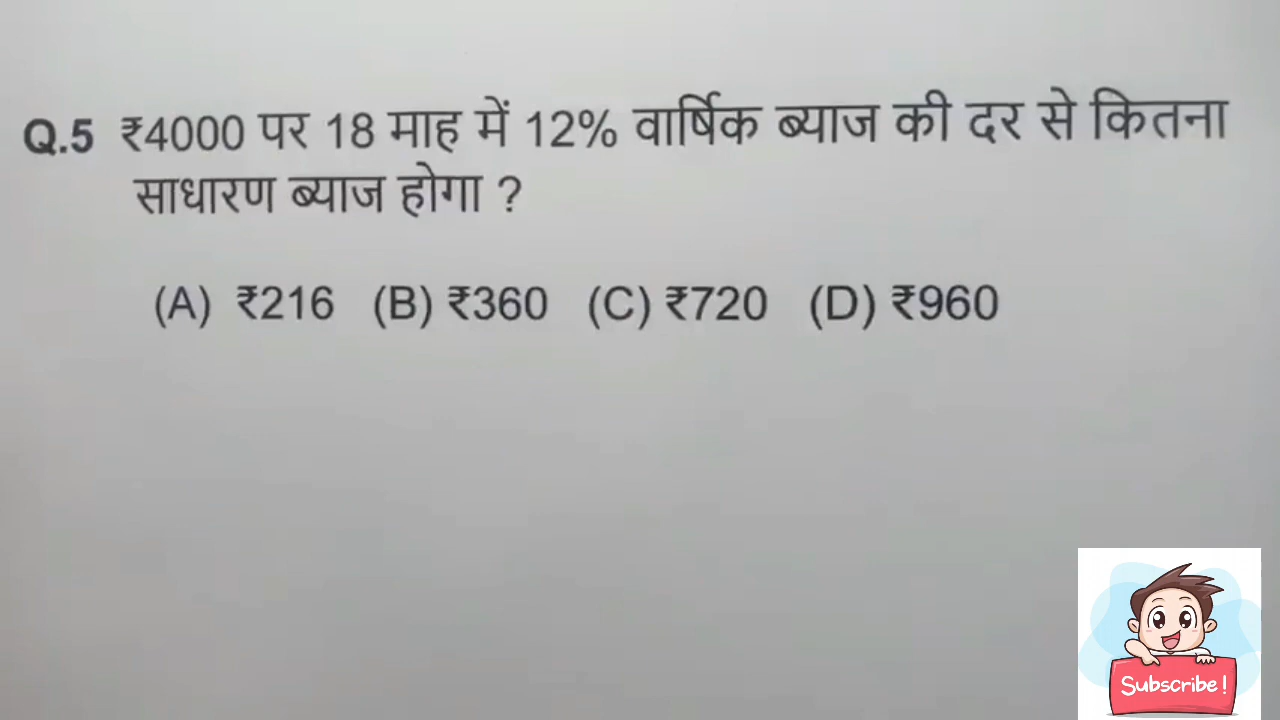 Q.5 ₹4000 पर 18 माह में 12% वार्षिक ब्याज की दर से कितना
साधारण ब्याज होगा ?
(A) ₹216 (B) ₹360 (C) ₹720 (D) ₹960
Subscribe!